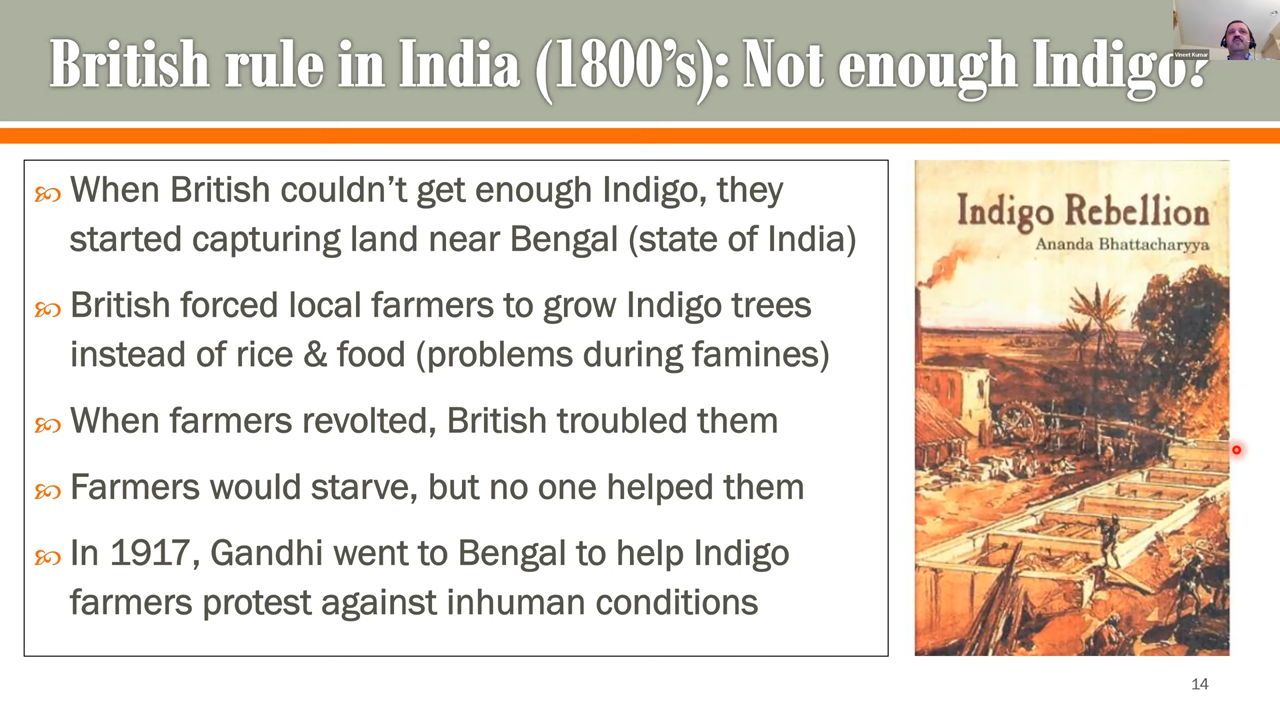 British rule in India (1800’s): Not enough Indigo?
Vineet Kumar
When British couldn’t get enough Indigo, they
started capturing land near Bengal (state of India)
British forced local farmers to grow Indigo trees
instead of rice & food (problems during famines)
When farmers revolted, British troubled them
Farmers would starve, but no one helped them
In 1917, Gandhi went to Bengal to help Indigo
farmers protest against inhuman conditions
Indigo Rebellion
Ananda Bhattacharyya
14